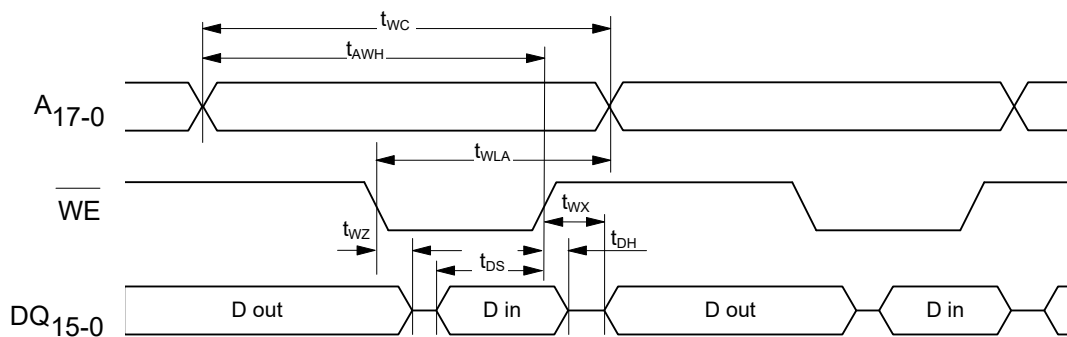 tWC
tAWH
A17-0
tWLA
WE
tWX
tWZ
tDH
tDS
DQ15-0
D out
D in
D out
D in